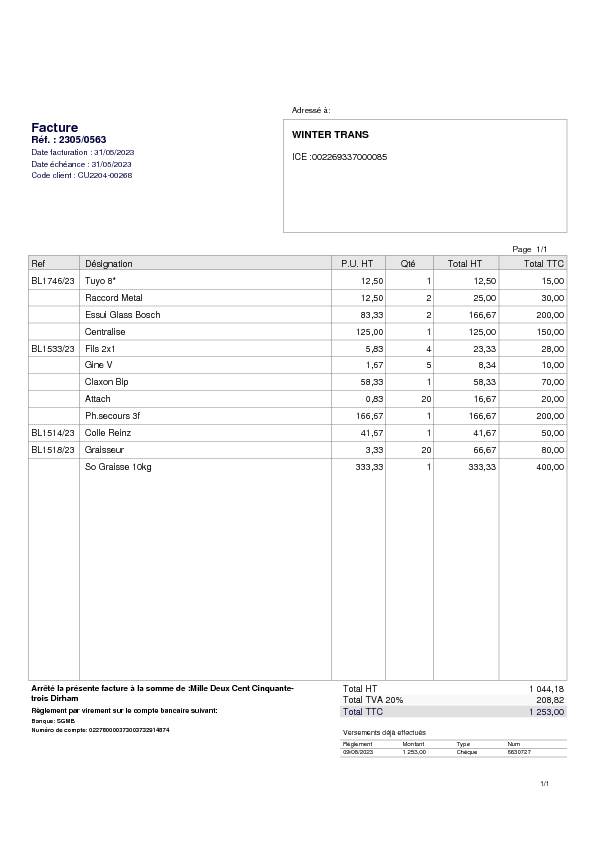 Adressé à:
Facture
Réf. : 2305/0563
Date facturation : 31/05/2023
Date échéance : 31/05/2023
Code client : CU2204-00268
WINTER TRANS
ICE :002269337000085
Page 1/1
Ref Désignation P.U. HT Qté Total HT Total TTC
BL1746/23 Tuyo 8* 12,50 1 12,50 15,00
Raccord Metal 12,50 2 25,00 30,00
Essui Glass Bosch 83,33 2 166,67 200,00
Centralise 125,00 1 125,00 150,00
BL1533/23 Fils 2x1 5,83 4 23,33 28,00
Gine V 1,67 5 8,34 10,00
Claxon Bip 58,33 1 58,33 70,00
Attach 0,83 20 16,67 20,00
Ph.secours 3f 166,67 1 166,67 200,00
BL1514/23 Colle Reinz 41,67 1 41,67 50,00
BL1518/23 Graisseur 3,33 20 66,67 80,00
So Graisse 10kg 333,33 1 333,33 400,00
Arrêté la présente facture à la somme de :Mille Deux Cent Cinquante-
trois Dirham
Règlement par virement sur le compte bancaire suivant:
Banque: SGMB
Numéro de compte:
Total HT 1 044,18
Total TVA 20% 208,82
Total TTC 1 253,00
Versements déjà effectués
Règlement Montant Type Num
09/08/2023 1 253,00 Chèque 5630727
1/1